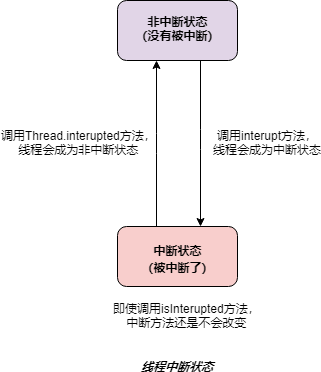 非中断状态
(没有被中断)
调用Thread.interupted方法，
线程会成为非中断状态
调用interupt方法，
线程会成为中断状态
中断状态
(被中断了)
即使调用isInterupted方法，
中断方法还是不会改变
线程中断状态